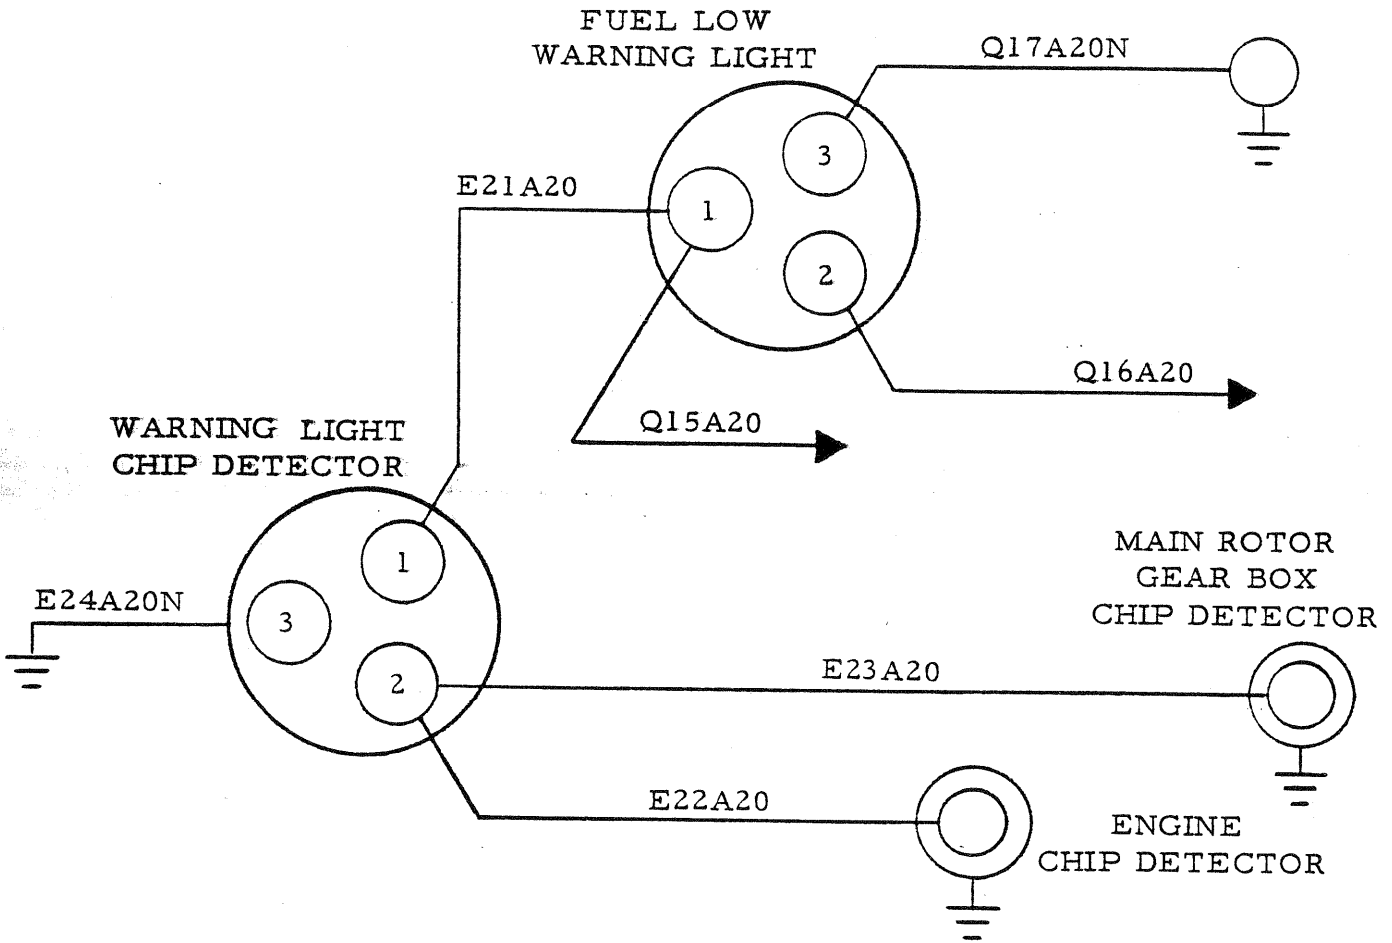 FUEL LOW
WARNING LIGHT
Q17A20N
3
E21A20
1
2
Q16A20
Q15A20
WARNING LIGHT
CHIP DETECTOR
1
MAIN ROTOR
GEAR BOX
CHIP DETECTOR
E24A20N
3
2
E23A20
E22A20
ENGINE
CHIP DETECTOR